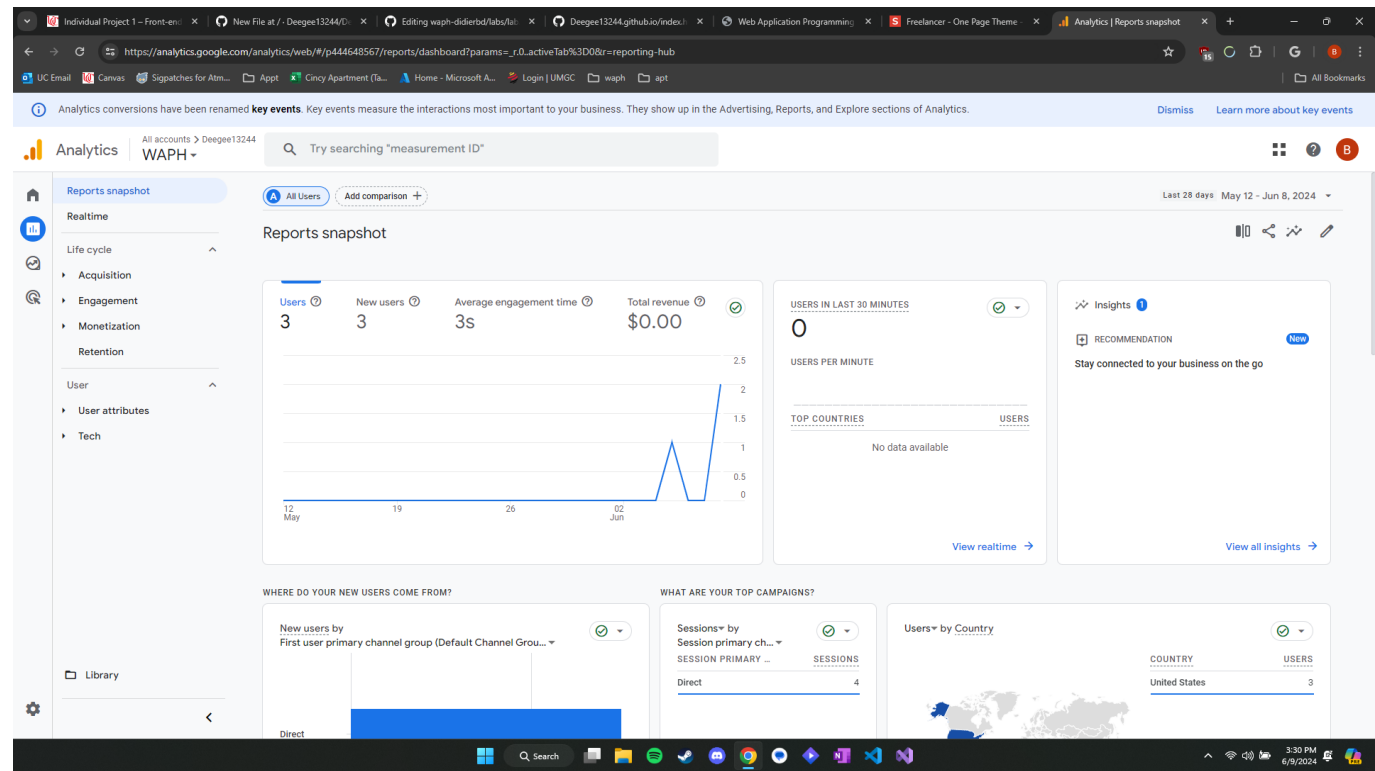 Individual Project 1 – Front-end
New File at / · Deegee13244/De
Editing waph-didierbd/labs/lab
Deegee13244.github.io/index.h
Web Application Programming
Freelancer - One Page Theme -
Analytics | Reports snapshot
https://analytics.google.com/analytics/web/#/p444648567/reports/dashboard?params=_r.0..activeTab%3D0&r=reporting-hub
15
G
B
UC Email
Canvas
Sigpatches for Atm...
Appt
Cincy Apartment (Ta...
Home - Microsoft A...
Login | UMGC
waph
apt
All Bookmarks
Analytics conversions have been renamed key events. Key events measure the interactions most important to your business. They show up in the Advertising, Reports, and Explore sections of Analytics.
Dismiss
Learn more about key events
Analytics
All accounts > Deegee13244
WAPH
Try searching "measurement ID"
B
Reports snapshot
Realtime
Life cycle
Acquisition
Engagement
Monetization
Retention
User
User attributes
Tech
Library
A All Users
Add comparison +
Last 28 days May 12 - Jun 8, 2024
Reports snapshot
Users
3
New users
3
Average engagement time
3s
Total revenue
$0.00
2.5
2
1.5
1
0.5
0
12
May
19
26
02
Jun
USERS IN LAST 30 MINUTES
0
USERS PER MINUTE
TOP COUNTRIES USERS
No data available
View realtime
Insights 1
RECOMMENDATION New
Stay connected to your business on the go
View all insights
WHERE DO YOUR NEW USERS COME FROM?
New users by
First user primary channel group (Default Channel Grou...
Direct
WHAT ARE YOUR TOP CAMPAIGNS?
Sessions by
Session primary ch...
SESSION PRIMARY ... SESSIONS
Direct 4
Users by Country
COUNTRY USERS
United States 3
Search
3:30 PM
6/9/2024